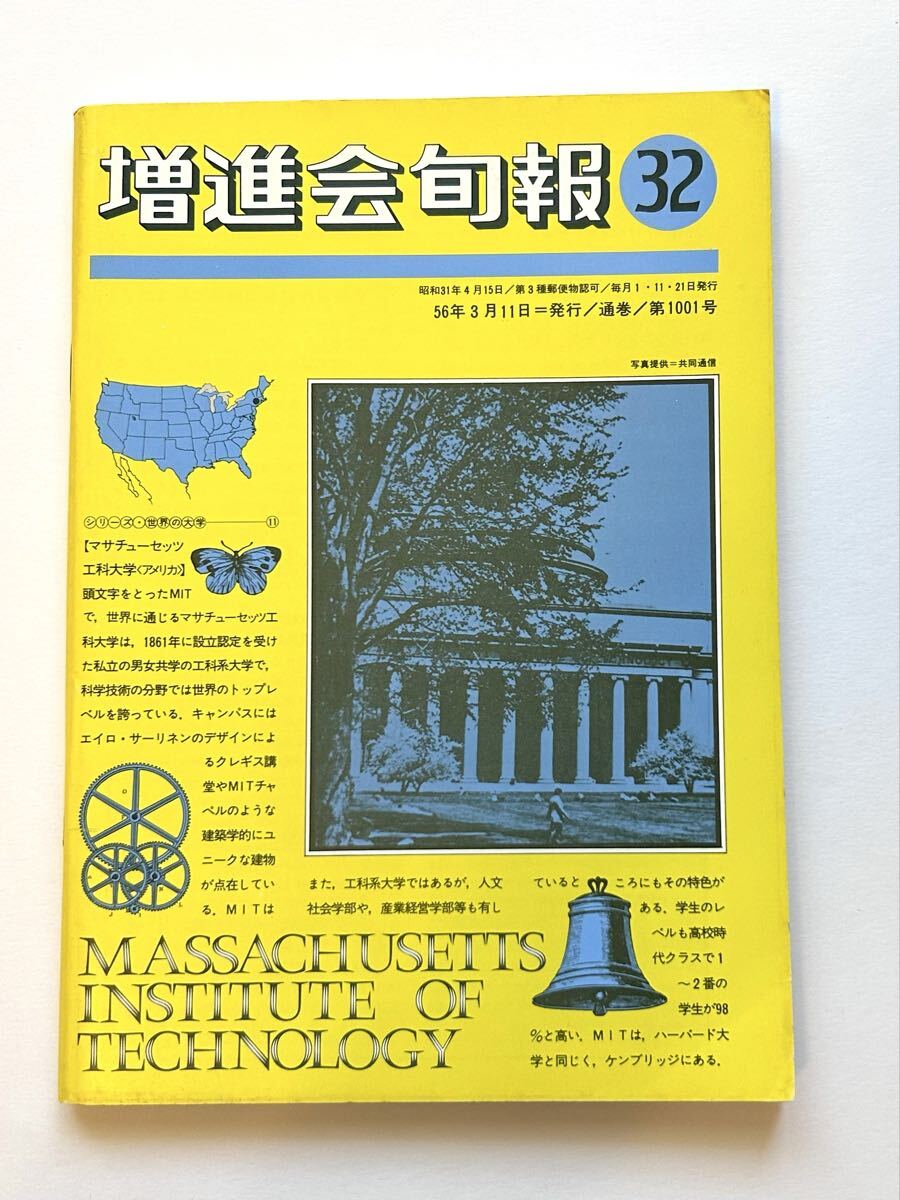 増進会旬報 32
昭和31年4月15日／第3種郵便物認可／毎月1・11・21日発行
56年3月11日＝発行／通巻／第1001号
写真提供＝共同通信
シリーズ・世界の大学 ⑪
【マサチューセッツ
工科大学〈アメリカ〉】
頭文字をとったMIT
で，世界に通じるマサチューセッツ工
科大学は，1861年に設立認定を受け
た私立の男女共学の工科系大学で，
科学技術の分野では世界のトップレ
ベルを誇っている．キャンパスには
エイロ・サーリネンのデザインによ
るクレギス講
堂やMITチャ
ペルのような
建築学的にユ
ニークな建物
が点在してい
る．MITは
また，工科系大学ではあるが，人文
社会学部や，産業経営学部等も有し
ているところにもその特色が
ある．学生のレ
ベルも高校時
代クラスで1
～2番の
学生が98
％と高い．MITは，ハーバード大
学と同じく，ケンブリッジにある．
MASSACHUSETTS
INSTITUTE OF
TECHNOLOGY